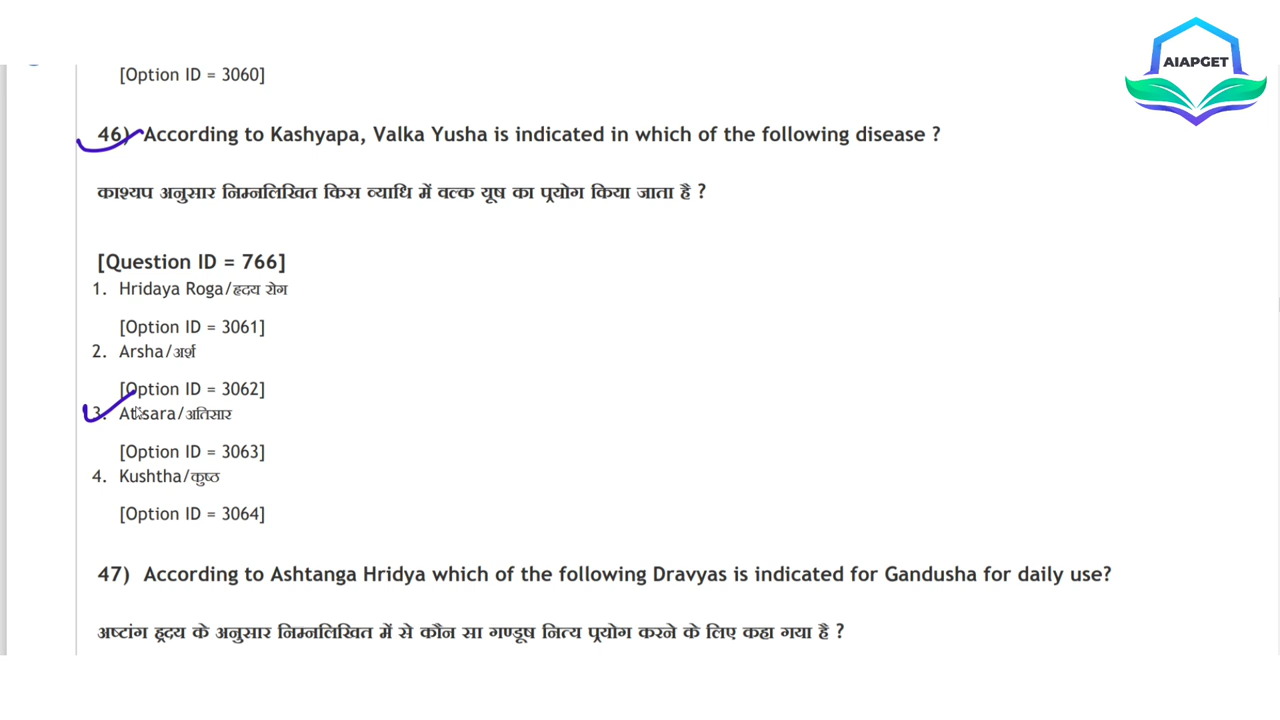 AIAPGET
[Option ID = 3060]
46) According to Kashyapa, Valka Yusha is indicated in which of the following disease ?
काश्यप अनुसार निम्नलिखित किस व्याधि में वल्क यूष का प्रयोग किया जाता है ?
[Question ID = 766]
1. Hridaya Roga/हृदय रोग
[Option ID = 3061]
2. Arsha/अर्श
[Option ID = 3062]
3. Atisara/अतिसार
[Option ID = 3063]
4. Kushtha/कुष्ठ
[Option ID = 3064]
47) According to Ashtanga Hridya which of the following Dravyas is indicated for Gandusha for daily use?
अष्टांग हृदय के अनुसार निम्नलिखित में से कौन सा गण्डूष नित्य प्रयोग करने के लिए कहा गया है ?